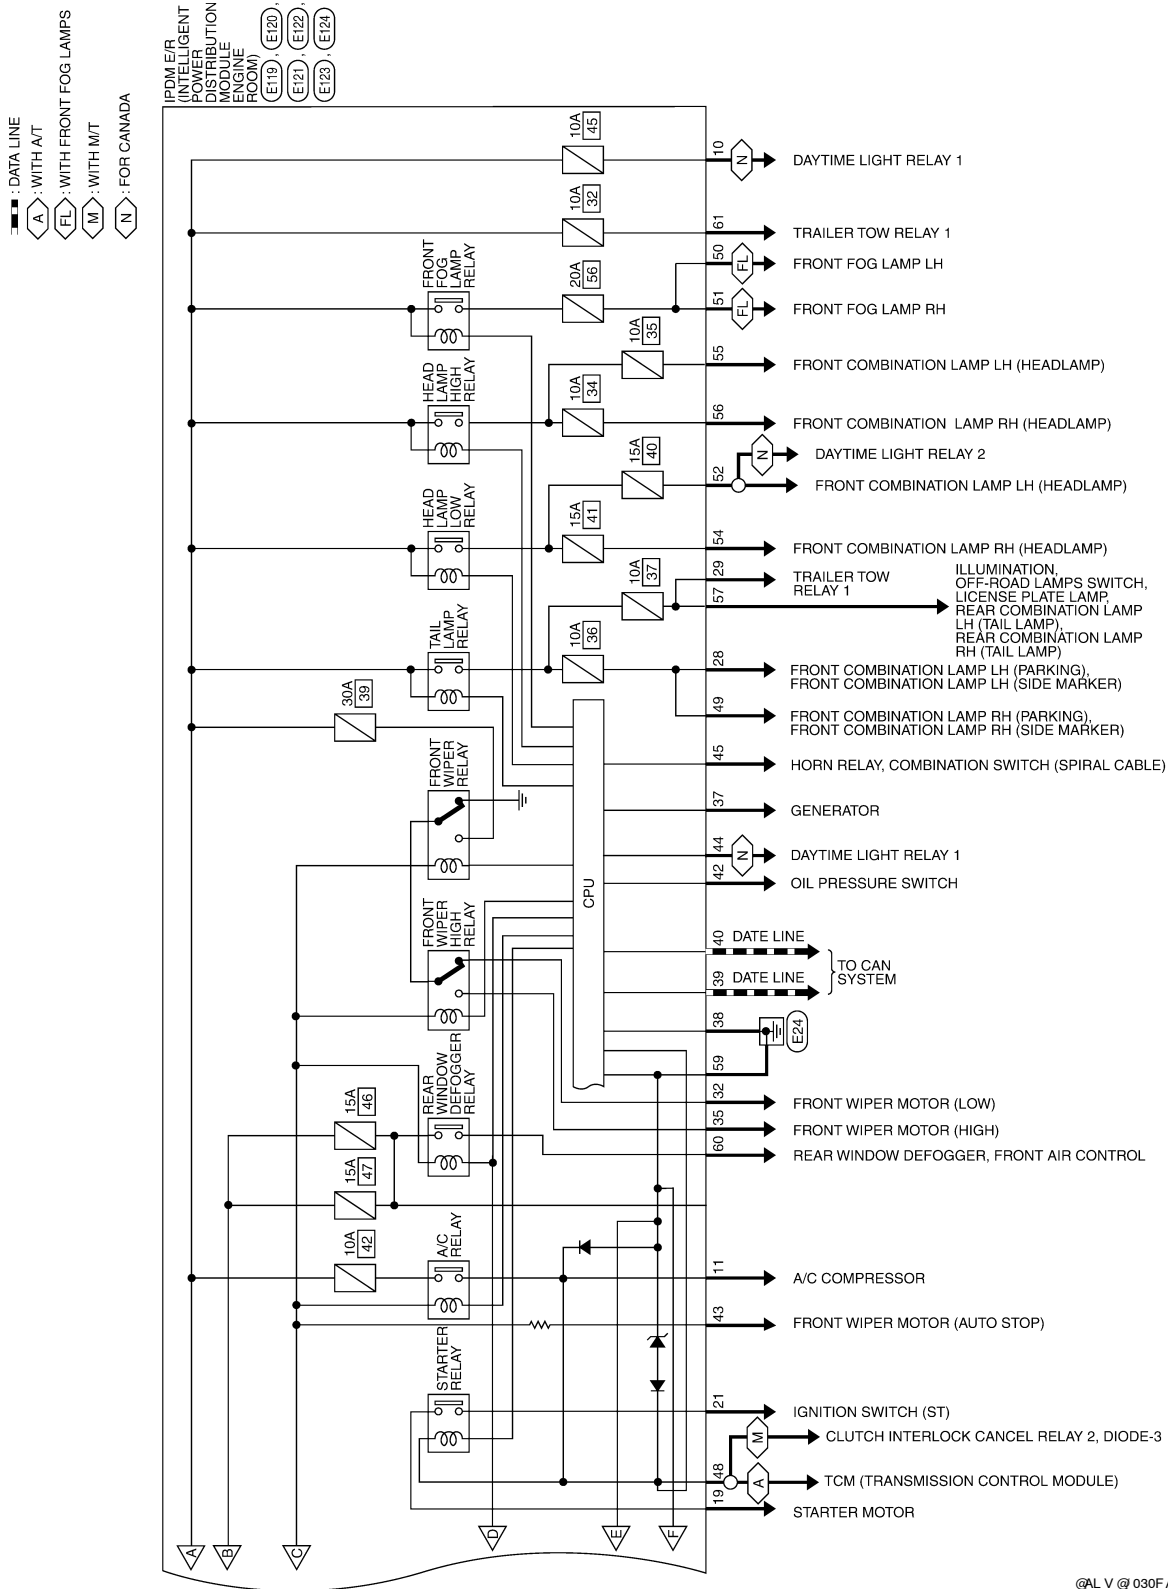 : DATA LINE
A : WITH A/T
FL : WITH FRONT FOG LAMPS
M : WITH M/T
N : FOR CANADA
IPDM E/R
(INTELLIGENT
POWER
DISTRIBUTION
MODULE
ENGINE
ROOM)
E119 , E120 ,
E121 , E122 ,
E123 , E124
10A
45
10
N
DAYTIME LIGHT RELAY 1
10A
32
61
TRAILER TOW RELAY 1
FRONT
FOG
LAMP
RELAY
20A
56
50
FL
FRONT FOG LAMP LH
51
FL
FRONT FOG LAMP RH
10A
35
55
FRONT COMBINATION LAMP LH (HEADLAMP)
HEAD
LAMP
HIGH
RELAY
10A
34
56
FRONT COMBINATION LAMP RH (HEADLAMP)
15A
40
52
N
DAYTIME LIGHT RELAY 2
FRONT COMBINATION LAMP LH (HEADLAMP)
HEAD
LAMP
LOW
RELAY
15A
41
54
FRONT COMBINATION LAMP RH (HEADLAMP)
10A
37
29
TRAILER TOW
RELAY 1
57
ILLUMINATION,
OFF-ROAD LAMPS SWITCH,
LICENSE PLATE LAMP,
REAR COMBINATION LAMP
LH (TAIL LAMP),
REAR COMBINATION LAMP
RH (TAIL LAMP)
TAIL
LAMP
RELAY
10A
36
28
FRONT COMBINATION LAMP LH (PARKING),
FRONT COMBINATION LAMP LH (SIDE MARKER)
30A
39
49
FRONT COMBINATION LAMP RH (PARKING),
FRONT COMBINATION LAMP RH (SIDE MARKER)
45
HORN RELAY, COMBINATION SWITCH (SPIRAL CABLE)
FRONT
WIPER
RELAY
37
GENERATOR
44
N
DAYTIME LIGHT RELAY 1
42
OIL PRESSURE SWITCH
CPU
FRONT
WIPER
HIGH
RELAY
40
DATE LINE
39
DATE LINE
TO CAN
SYSTEM
38
E24
59
REAR
WINDOW
DEFOGGER
RELAY
32
FRONT WIPER MOTOR (LOW)
15A
46
35
FRONT WIPER MOTOR (HIGH)
60
REAR WINDOW DEFOGGER, FRONT AIR CONTROL
15A
47
10A
42
A/C
RELAY
11
A/C COMPRESSOR
43
FRONT WIPER MOTOR (AUTO STOP)
STARTER
RELAY
21
IGNITION SWITCH (ST)
M
CLUTCH INTERLOCK CANCEL RELAY 2, DIODE-3
48
A
TCM (TRANSMISSION CONTROL MODULE)
19
STARTER MOTOR
A
B
C
D
E
F
@AL V @ 030FA